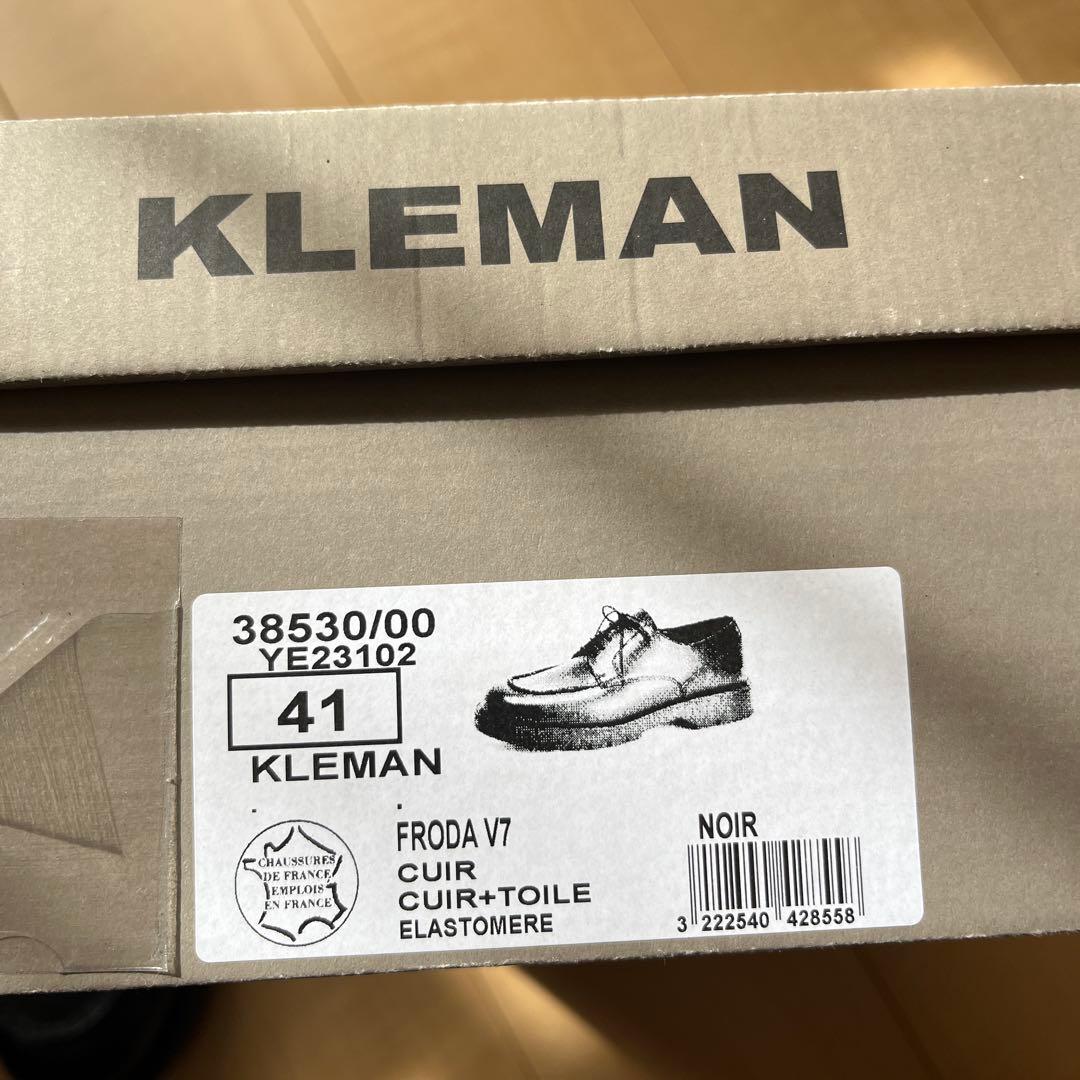 KLEMAN
38530/00
YE23102
41
KLEMAN
. .
FRODA V7
NOIR
CUIR
CUIR+TOILE
ELASTOMERE
CHAUSSURES
DE FRANCE
EMPLOIS
EN FRANCE
3 222540 428558